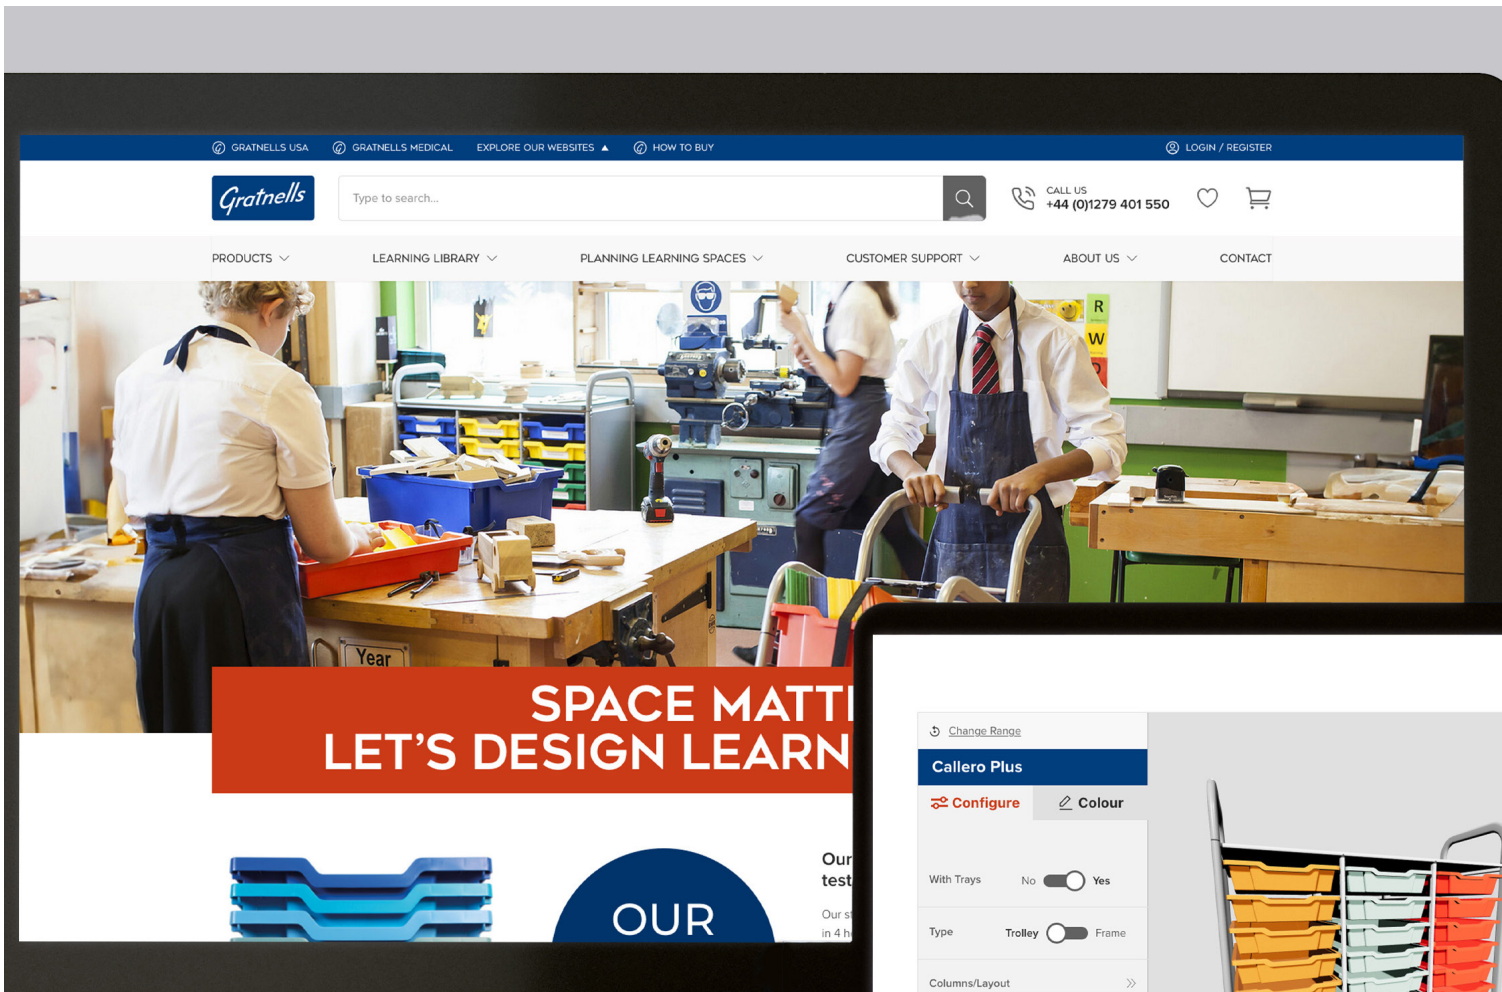 GRATNELLS USA
GRATNELLS MEDICAL
EXPLORE OUR WEBSITES
HOW TO BUY
LOGIN / REGISTER
Gratnells
Type to search...
CALL US
+44 (0)1279 401 550
PRODUCTS
LEARNING LIBRARY
PLANNING LEARNING SPACES
CUSTOMER SUPPORT
ABOUT US
CONTACT
R
W
Year
SPACE MATT
LET'S DESIGN LEARN
OUR
Our
test
Our
in 4
Change Range
Callero Plus
Configure
Colour
With Trays
No
Yes
Type
Trolley
Frame
Columns/Layout